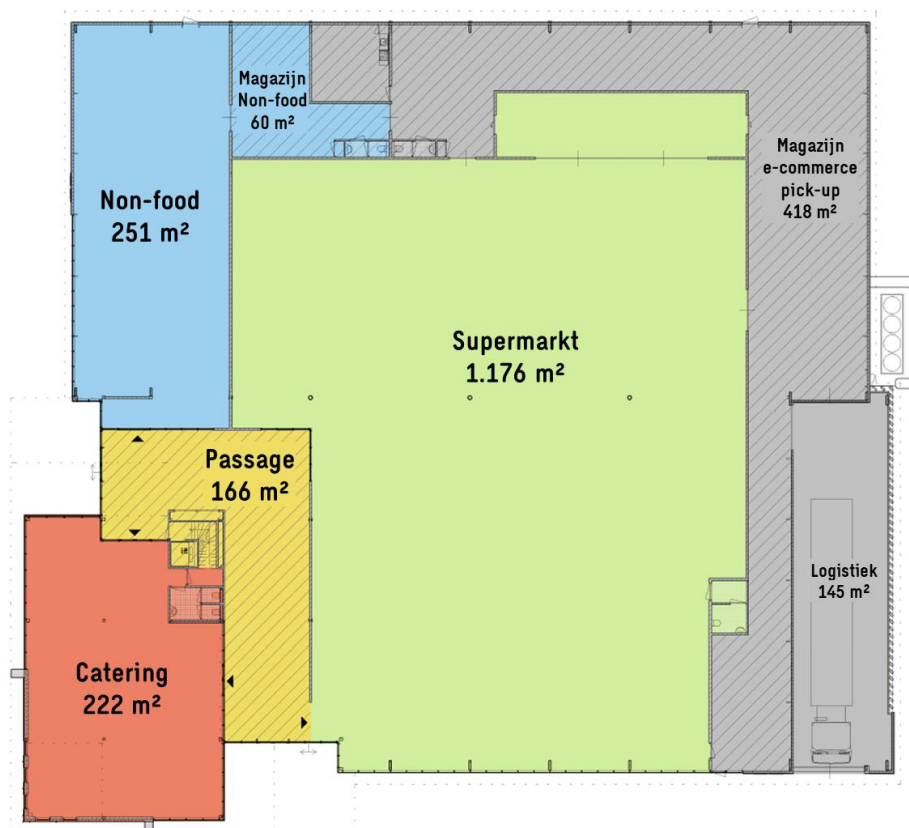 Magazijn
Non-food
60 m²
Non-food
251 m²
Magazijn
e-commerce
pick-up
418 m²
Supermarkt
1.176 m²
Passage
166 m²
Logistiek
145 m²
Catering
222 m²